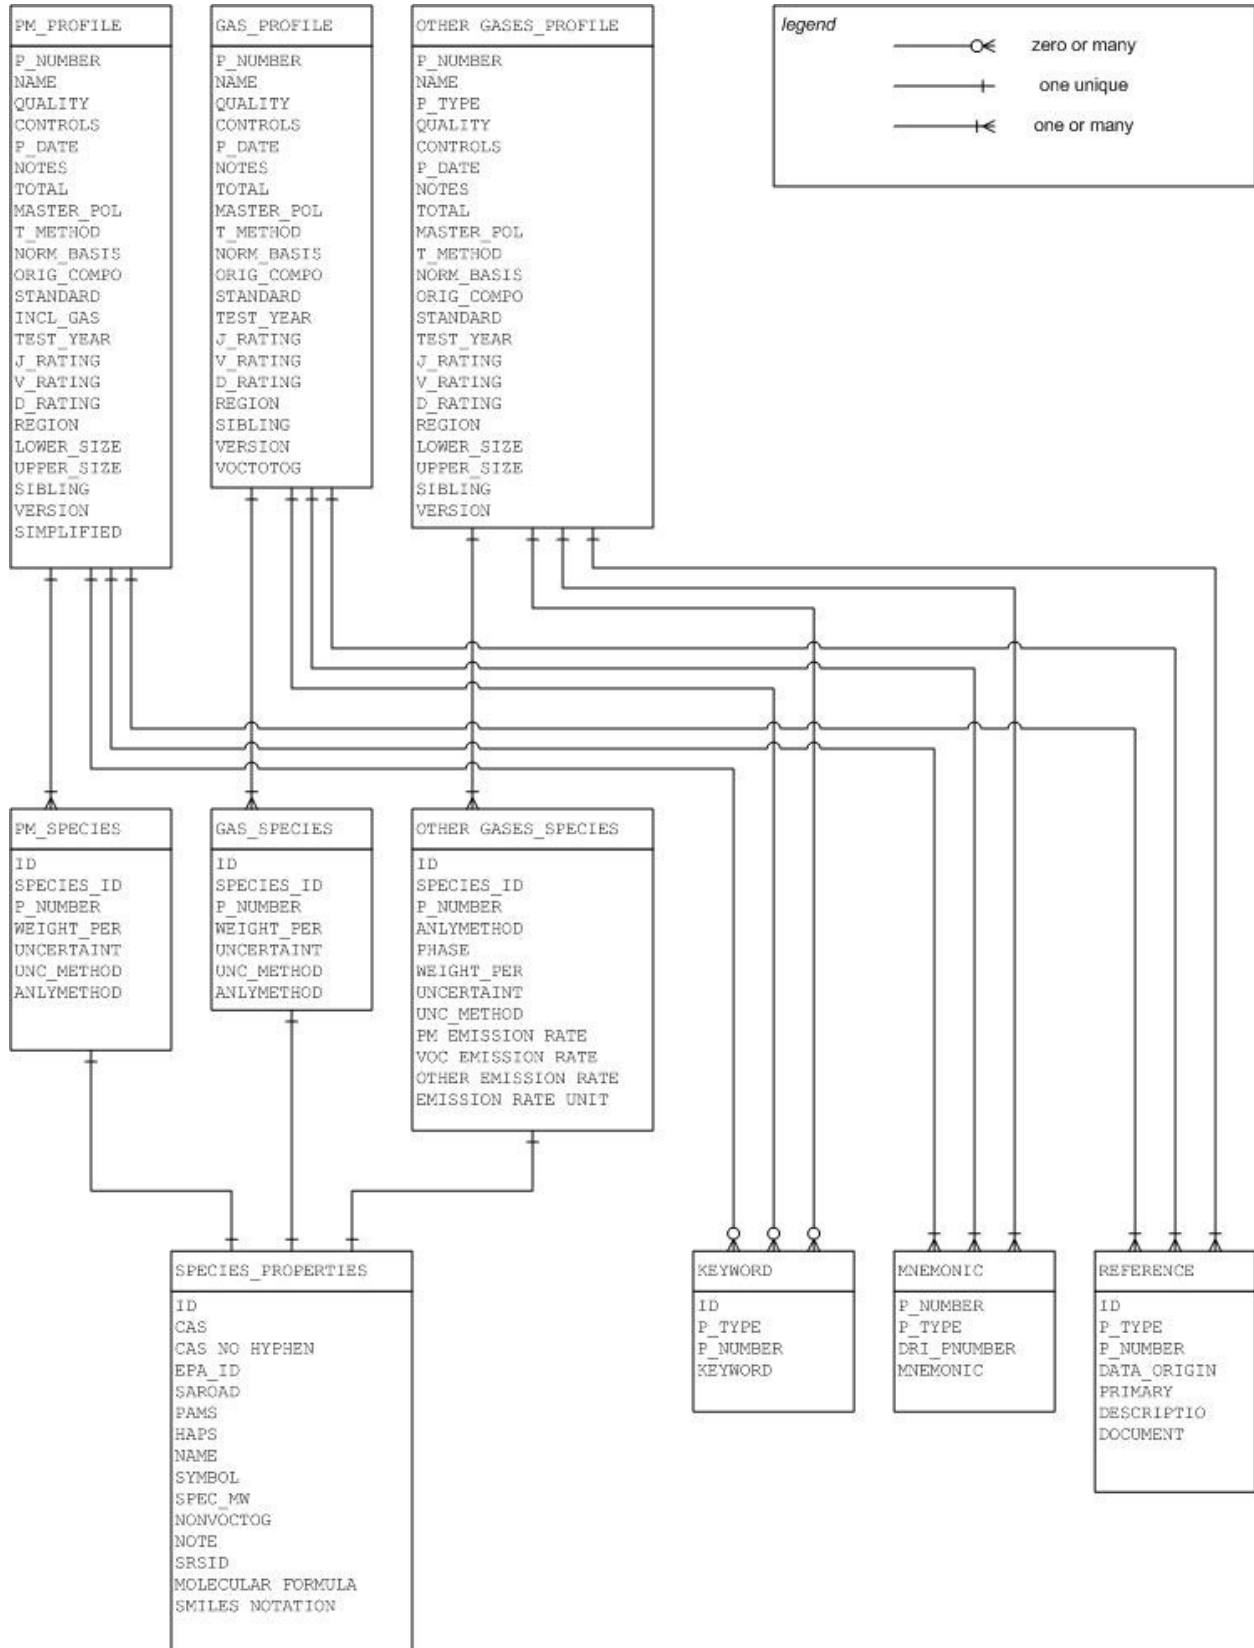 PM_PROFILE
P_NUMBER
NAME
QUALITY
CONTROLS
P_DATE
NOTES
TOTAL
MASTER_POL
T_METHOD
NORM_BASIS
ORIG_COMPO
STANDARD
INCL_GAS
TEST_YEAR
J_RATING
V_RATING
D_RATING
REGION
LOWER_SIZE
UPPER_SIZE
SIBLING
VERSION
SIMPLIFIED
GAS_PROFILE
P_NUMBER
NAME
QUALITY
CONTROLS
P_DATE
NOTES
TOTAL
MASTER_POL
T_METHOD
NORM_BASIS
ORIG_COMPO
STANDARD
TEST_YEAR
J_RATING
V_RATING
D_RATING
REGION
SIBLING
VERSION
VOCTOTOG
OTHER GASES_PROFILE
P_NUMBER
NAME
P_TYPE
QUALITY
CONTROLS
P_DATE
NOTES
TOTAL
MASTER_POL
T_METHOD
NORM_BASIS
ORIG_COMPO
STANDARD
TEST_YEAR
J_RATING
V_RATING
D_RATING
REGION
LOWER_SIZE
UPPER_SIZE
SIBLING
VERSION
legend
zero or many
one unique
one or many
PM_SPECIES
ID
SPECIES_ID
P_NUMBER
WEIGHT_PER
UNCERTAINT
UNC_METHOD
ANLYMETHOD
GAS_SPECIES
ID
SPECIES_ID
P_NUMBER
WEIGHT_PER
UNCERTAINT
UNC_METHOD
ANLYMETHOD
OTHER GASES_SPECIES
ID
SPECIES_ID
P_NUMBER
ANLYMETHOD
PHASE
WEIGHT_PER
UNCERTAINT
UNC_METHOD
PM EMISSION RATE
VOC EMISSION RATE
OTHER EMISSION RATE
EMISSION RATE UNIT
SPECIES_PROPERTIES
ID
CAS
CAS NO HYPHEN
EPA_ID
SAROAD
PAMS
HAPS
NAME
SYMBOL
SPEC_MW
NONVOCTOG
NOTE
SRSID
MOLECULAR FORMULA
SMILES NOTATION
KEYWORD
ID
P_TYPE
P_NUMBER
KEYWORD
MNEMONIC
P_NUMBER
P_TYPE
DRI_PNUMBER
MNEMONIC
REFERENCE
ID
P_TYPE
P_NUMBER
DATA_ORIGIN
PRIMARY
DESCRIPTIO
DOCUMENT